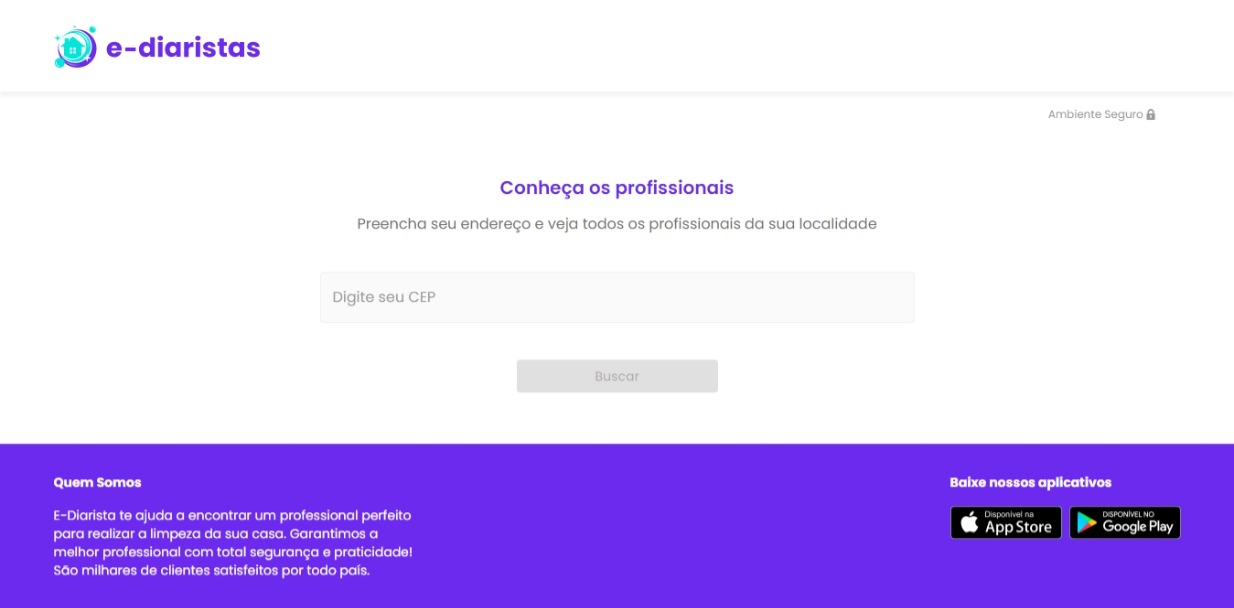 e-diaristas
Ambiente Seguro
Conheça os profissionais
Preencha seu endereço e veja todos os profissionais da sua localidade
Digite seu CEP
Buscar
Quem Somos
E-Diarista te ajuda a encontrar um professional perfeito
para realizar a limpeza da sua casa. Garantimos a
melhor professional com total segurança e praticidade!
São milhares de clientes satisfeitos por todo país.
Baixe nossos aplicativos
Disponível na
App Store
DISPONÍVEL NO
Google Play